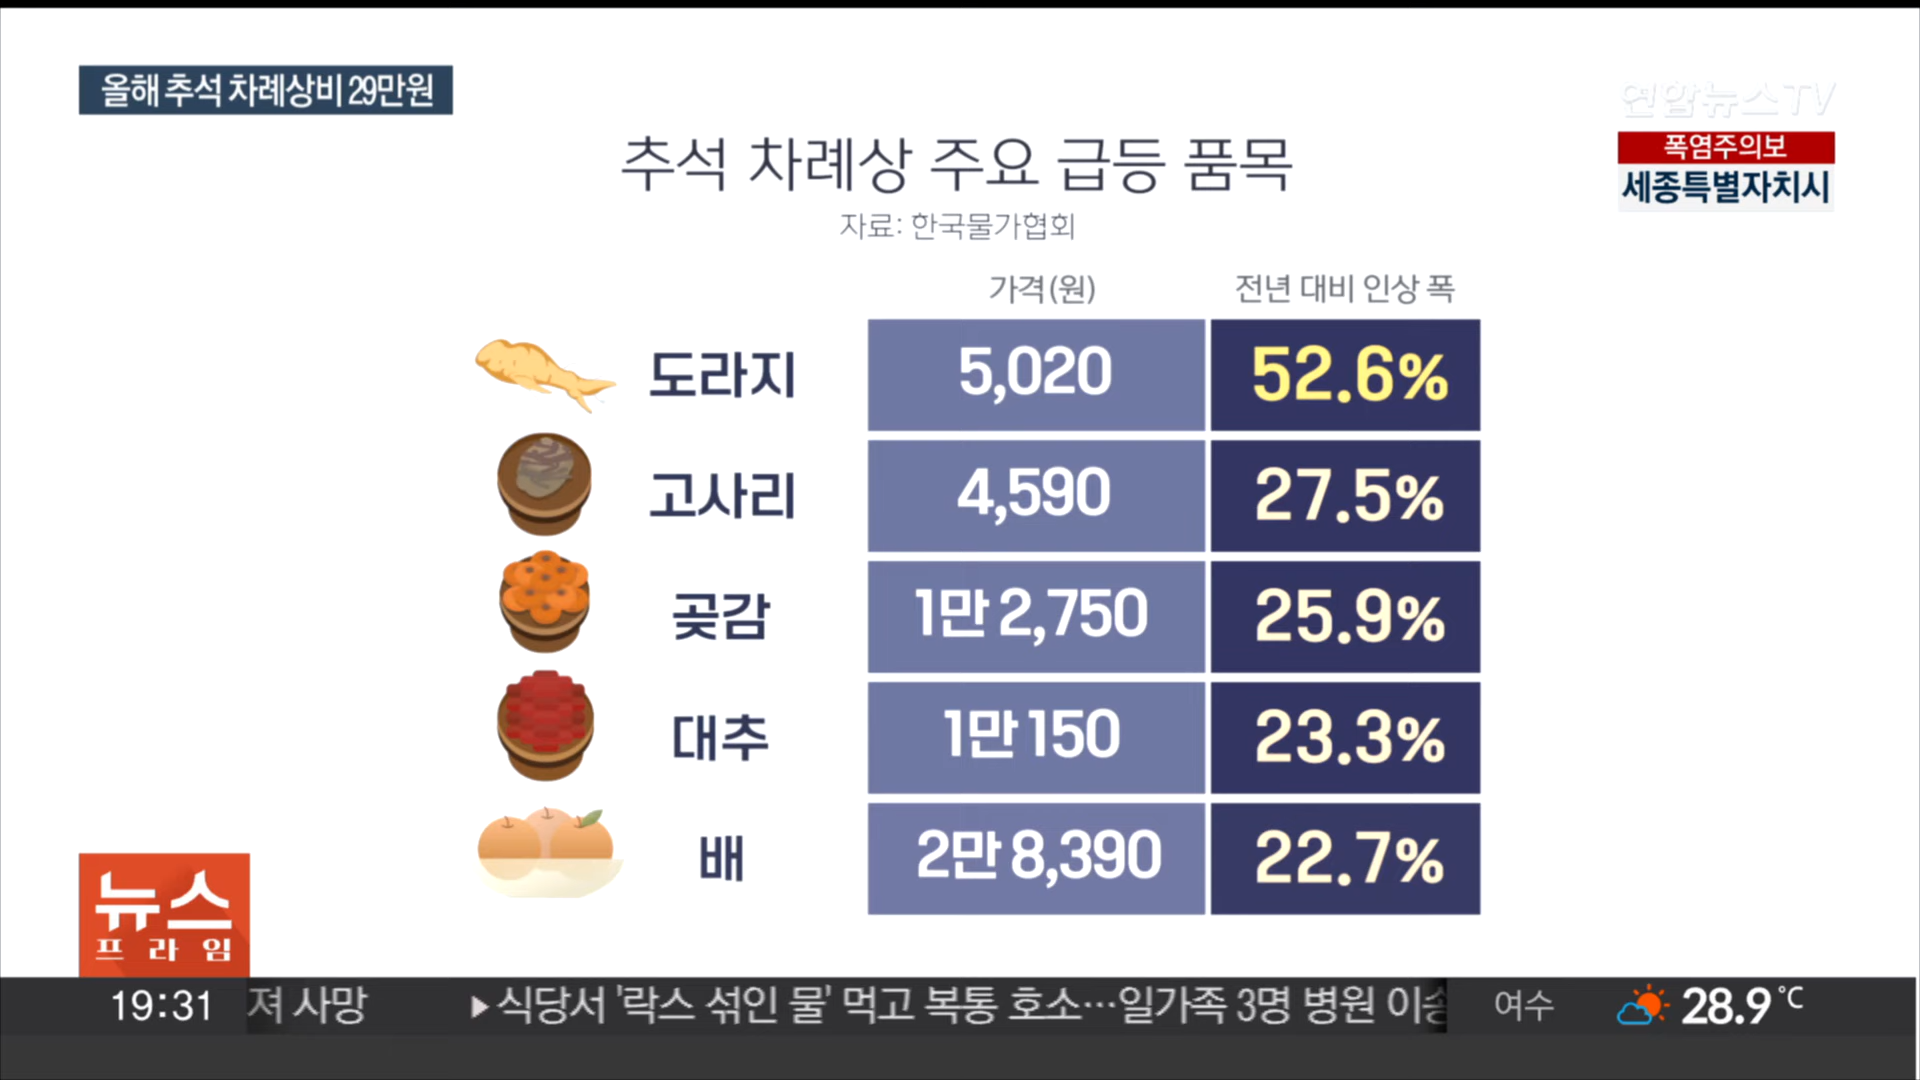 올해 추석 차례상비 29만원
연합뉴스TV
폭염주의보
세종특별자치시
추석 차례상 주요 급등 품목
자료: 한국물가협회
가격(원) 전년 대비 인상 폭
도라지 5,020 52.6%
고사리 4,590 27.5%
곶감 1만 2,750 25.9%
대추 1만 150 23.3%
배 2만 8,390 22.7%
뉴스
프라임
19:31 져 사망 ▶식당서 '락스 섞인 물' 먹고 복통 호소…일가족 3명 병원 이송 여수 28.9℃